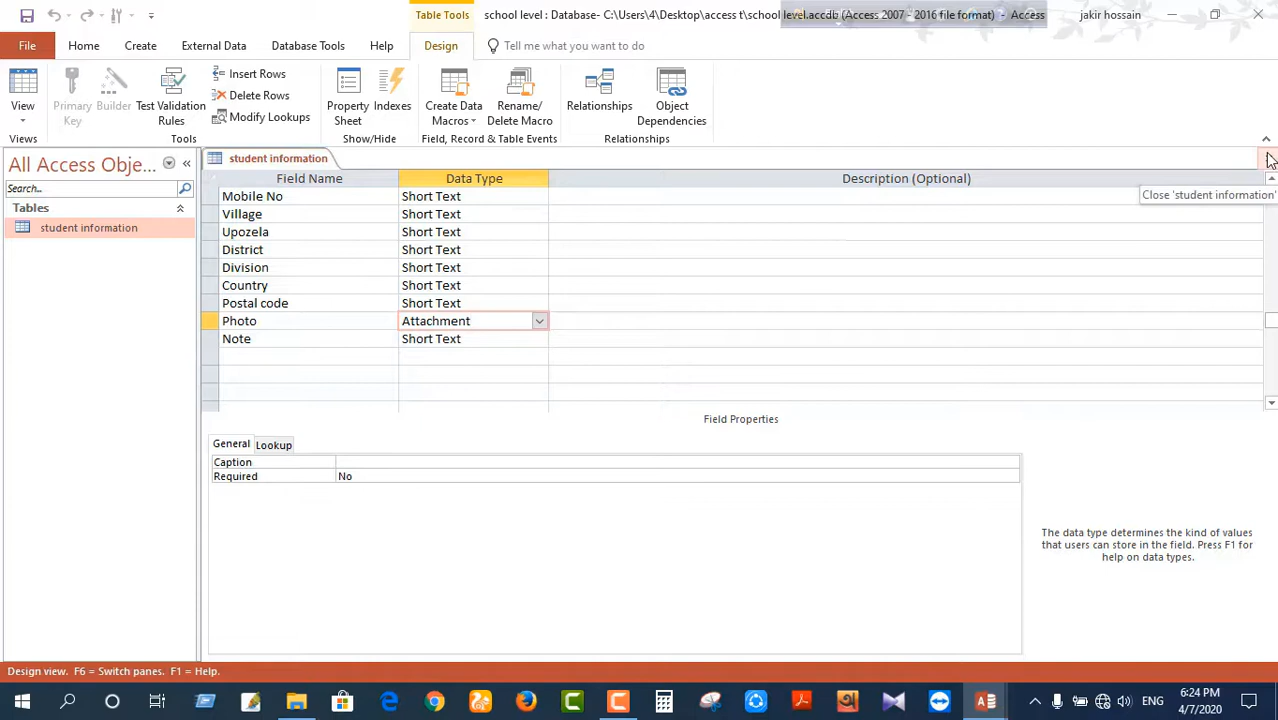 Table Tools
school level : Database- C:\Users\4\Desktop\access t\school level.accdb (Access 2007 - 2016 file format) - Access
jakir hossain
File Home Create External Data Database Tools Help Design Tell me what you want to do
View
Primary Key
Builder
Test Validation Rules
Insert Rows
Delete Rows
Modify Lookups
Property Sheet
Indexes
Create Data Macros
Rename/ Delete Macro
Relationships
Object Dependencies
Views
Tools
Show/Hide
Field, Record & Table Events
Relationships
All Access Obje...
Search...
Tables
student information
student information
Close 'student information'
Field Name Data Type Description (Optional)
Mobile No Short Text
Village Short Text
Upozela Short Text
District Short Text
Division Short Text
Country Short Text
Postal code Short Text
Photo Attachment
Note Short Text
Field Properties
General Lookup
Caption
Required No
The data type determines the kind of values
that users can store in the field. Press F1 for
help on data types.
Design view. F6 = Switch panes. F1 = Help.
ENG
6:24 PM
4/7/2020